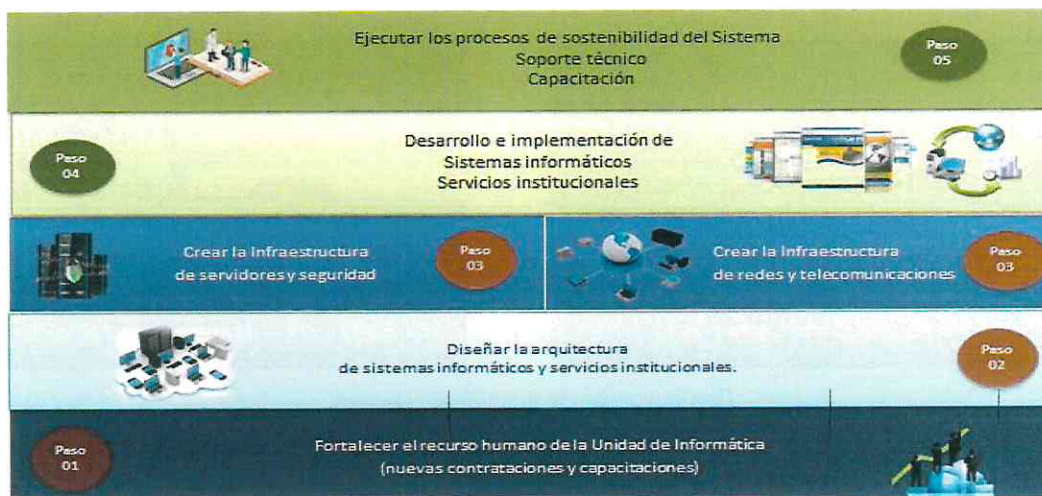 Ejecutar los procesos de sostenibilidad del Sistema
Soporte técnico
Capacitación
Paso
05
Paso
04
Desarrollo e implementación de
Sistemas informáticos
Servicios institucionales
Crear la Infraestructura
de servidores y seguridad
Paso
03
Crear la Infraestructura
de redes y telecomunicaciones
Paso
03
Diseñar la arquitectura
de sistemas informáticos y servicios institucionales.
Paso
02
Paso
01
Fortalecer el recurso humano de la Unidad de Informática
(nuevas contrataciones y capacitaciones)